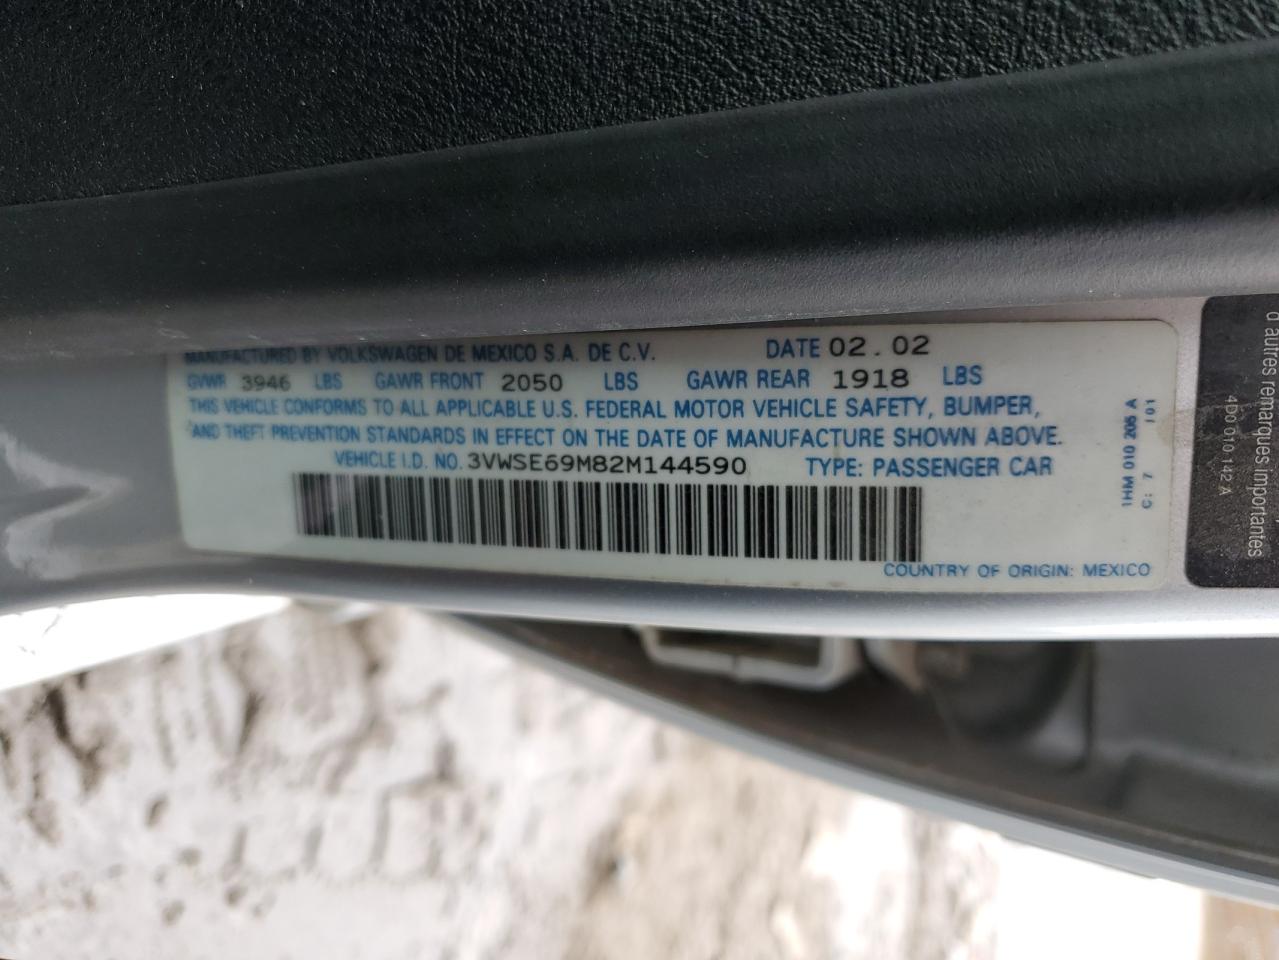 MANUFACTURED BY VOLKSWAGEN DE MEXICO S.A. DE C.V. DATE 02.02
GVWR 3946 LBS GAWR FRONT 2050 LBS GAWR REAR 1918 LBS
THIS VEHICLE CONFORMS TO ALL APPLICABLE U.S. FEDERAL MOTOR VEHICLE SAFETY, BUMPER,
AND THEFT PREVENTION STANDARDS IN EFFECT ON THE DATE OF MANUFACTURE SHOWN ABOVE.
VEHICLE I.D. NO. 3VWSE69M82M144590 TYPE: PASSENGER CAR
COUNTRY OF ORIGIN: MEXICO
1HM 010 206 A
C: 7 101
4D0 010 142 A
d autres remarques importantes